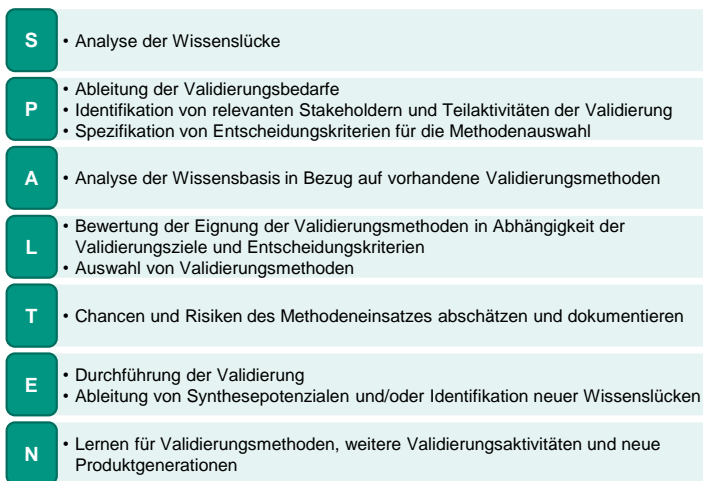 S
• Analyse der Wissenslücke
P
• Ableitung der Validierungsbedarfe
• Identifikation von relevanten Stakeholdern und Teilaktivitäten der Validierung
• Spezifikation von Entscheidungskriterien für die Methodenauswahl
A
• Analyse der Wissensbasis in Bezug auf vorhandene Validierungsmethoden
L
• Bewertung der Eignung der Validierungsmethoden in Abhängigkeit der
Validierungsziele und Entscheidungskriterien
• Auswahl von Validierungsmethoden
T
• Chancen und Risiken des Methodeneinsatzes abschätzen und dokumentieren
E
• Durchführung der Validierung
• Ableitung von Synthesepotenzialen und/oder Identifikation neuer Wissenslücken
N
• Lernen für Validierungsmethoden, weitere Validierungsaktivitäten und neue
Produktgenerationen